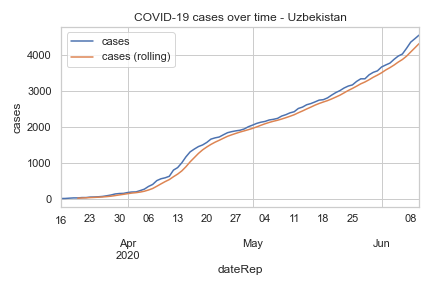 COVID-19 cases over time - Uzbekistan
cases
cases (rolling)
cases
4000
3000
2000
1000
0
16 23 30 06 13 20 27 04 11 18 25 08
Apr May Jun
2020
dateRep